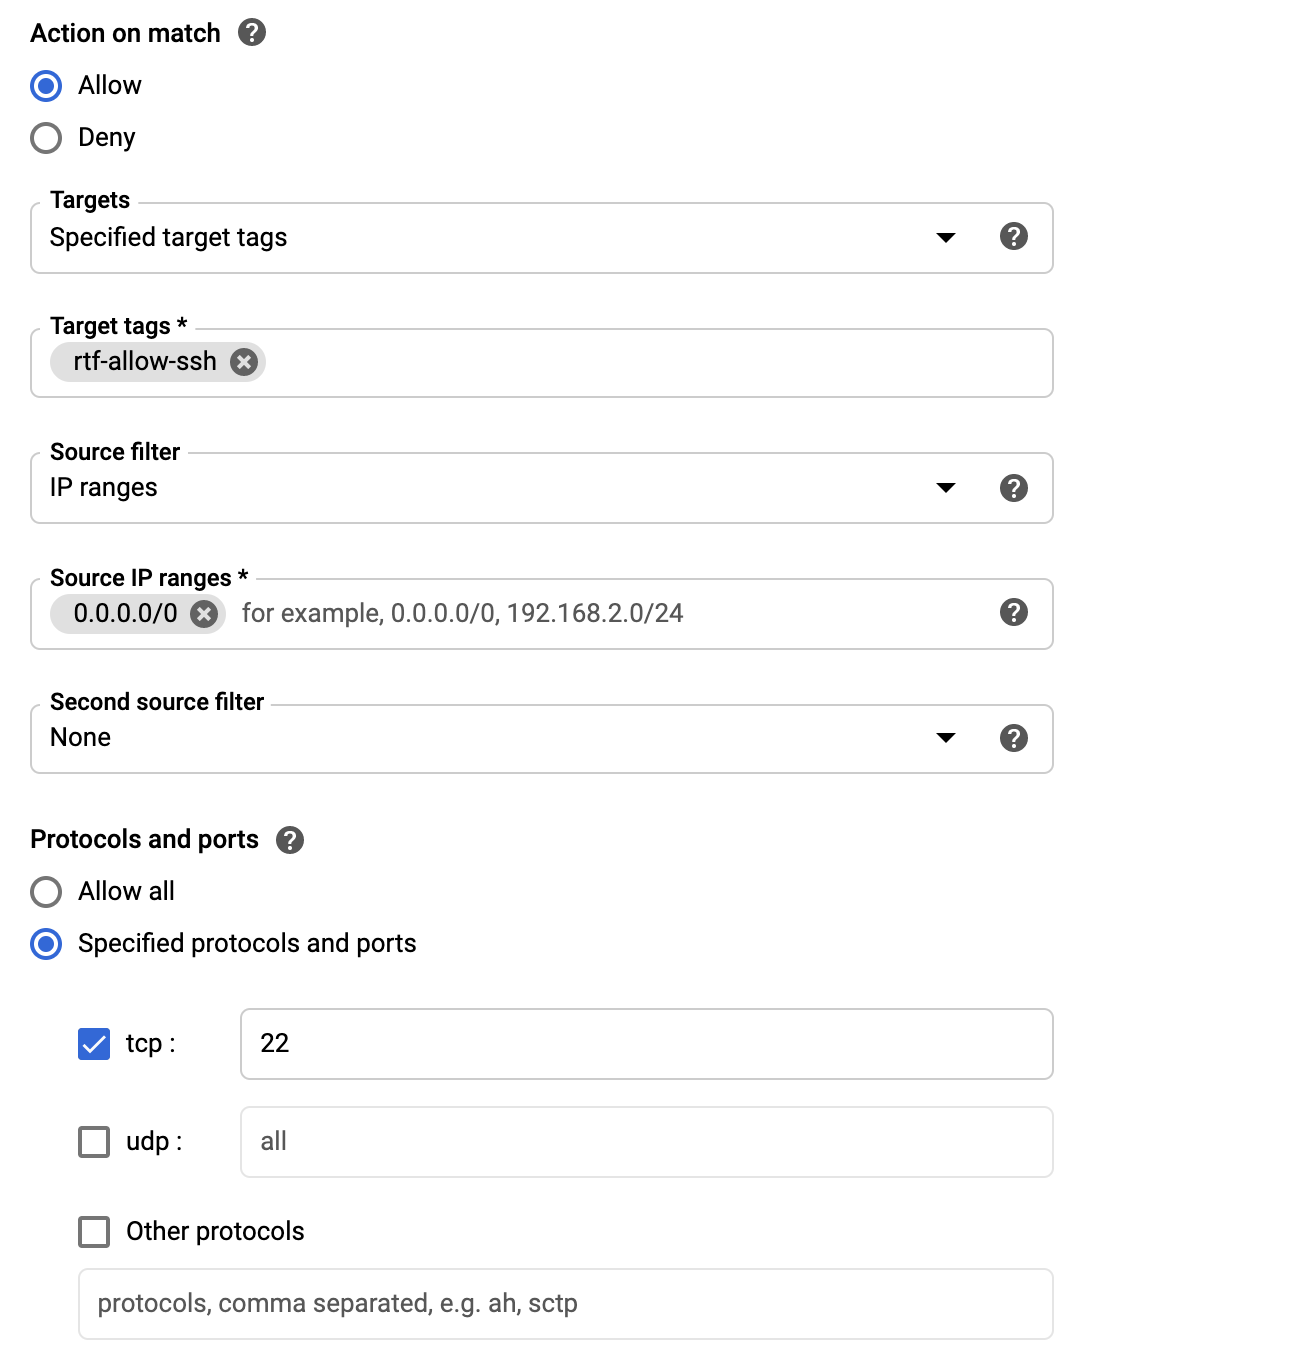 Action on match
Allow
Deny
Targets
Specified target tags
Target tags *
rtf-allow-ssh
Source filter
IP ranges
Source IP ranges *
0.0.0.0/0 for example, 0.0.0.0/0, 192.168.2.0/24
Second source filter
None
Protocols and ports
Allow all
Specified protocols and ports
tcp : 22
udp : all
Other protocols
protocols, comma separated, e.g. ah, sctp